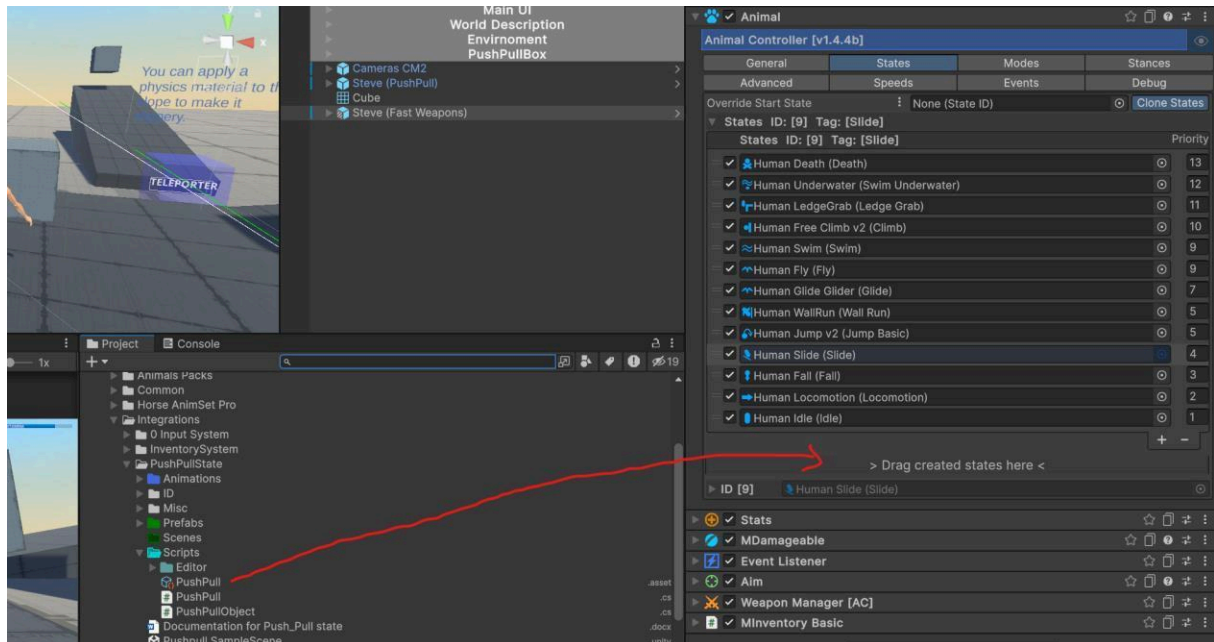 You can apply a
physics material to th
lope to make it
pery.
TELEPORTER
Main UI
World Description
Envirnoment
PushPullBox
Cameras CM2
Steve (PushPull)
Cube
Steve (Fast Weapons)
Project Console
1x
19
Animals Packs
Common
Horse AnimSet Pro
Integrations
0 Input System
InventorySystem
PushPullState
Animations
ID
Misc
Prefabs
Scenes
Scripts
Editor
PushPull .asset
PushPull .cs
PushPullObject .cs
Documentation for Push_Pull state .docx
Pushpull SampleScene .unity
Animal
Animal Controller [v1.4.4b]
General States Modes Stances
Advanced Speeds Events Debug
Override Start State None (State ID) Clone States
States ID: [9] Tag: [Slide]
States ID: [9] Tag: [Slide] Priority
Human Death (Death) 13
Human Underwater (Swim Underwater) 12
Human LedgeGrab (Ledge Grab) 11
Human Free Climb v2 (Climb) 10
Human Swim (Swim) 9
Human Fly (Fly) 9
Human Glide Glider (Glide) 7
Human WallRun (Wall Run) 5
Human Jump v2 (Jump Basic) 5
Human Slide (Slide) 4
Human Fall (Fall) 3
Human Locomotion (Locomotion) 2
Human Idle (Idle) 1
+ -
> Drag created states here <
ID [9] Human Slide (Slide)
Stats
MDamageable
Event Listener
Aim
Weapon Manager [AC]
MInventory Basic